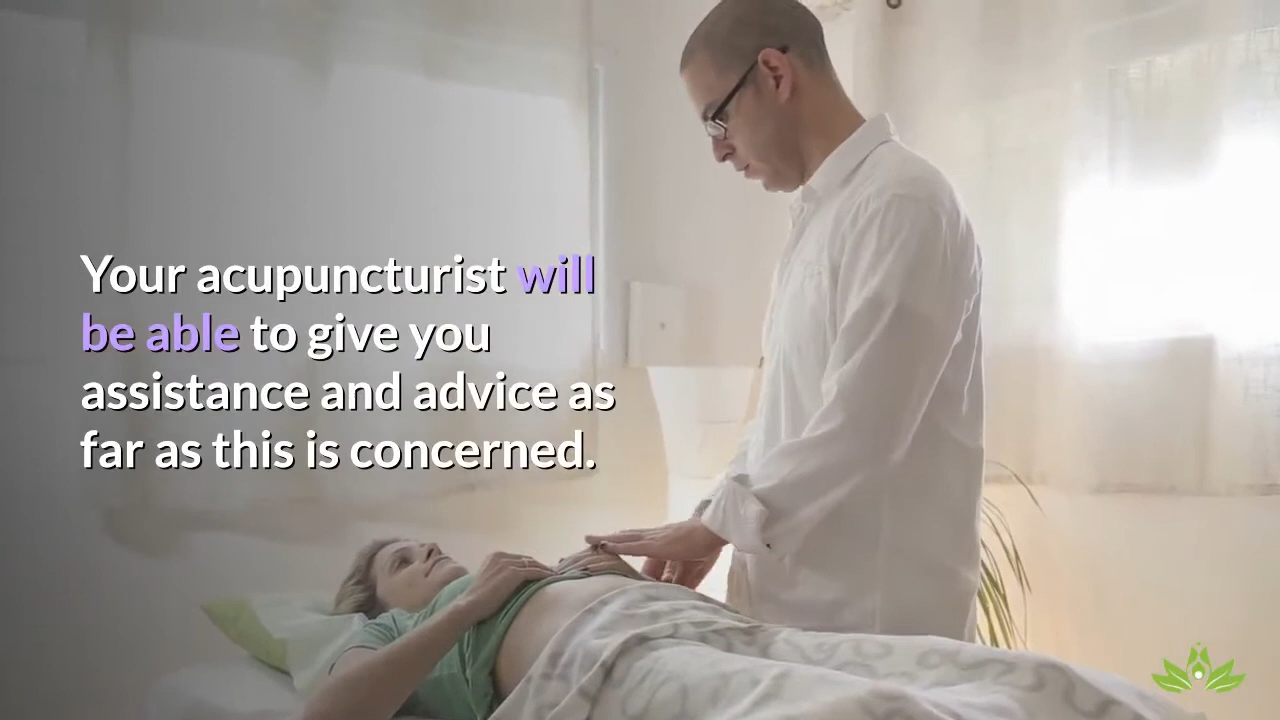 Your acupuncturist will
be able to give you
assistance and advice as
far as this is concerned.